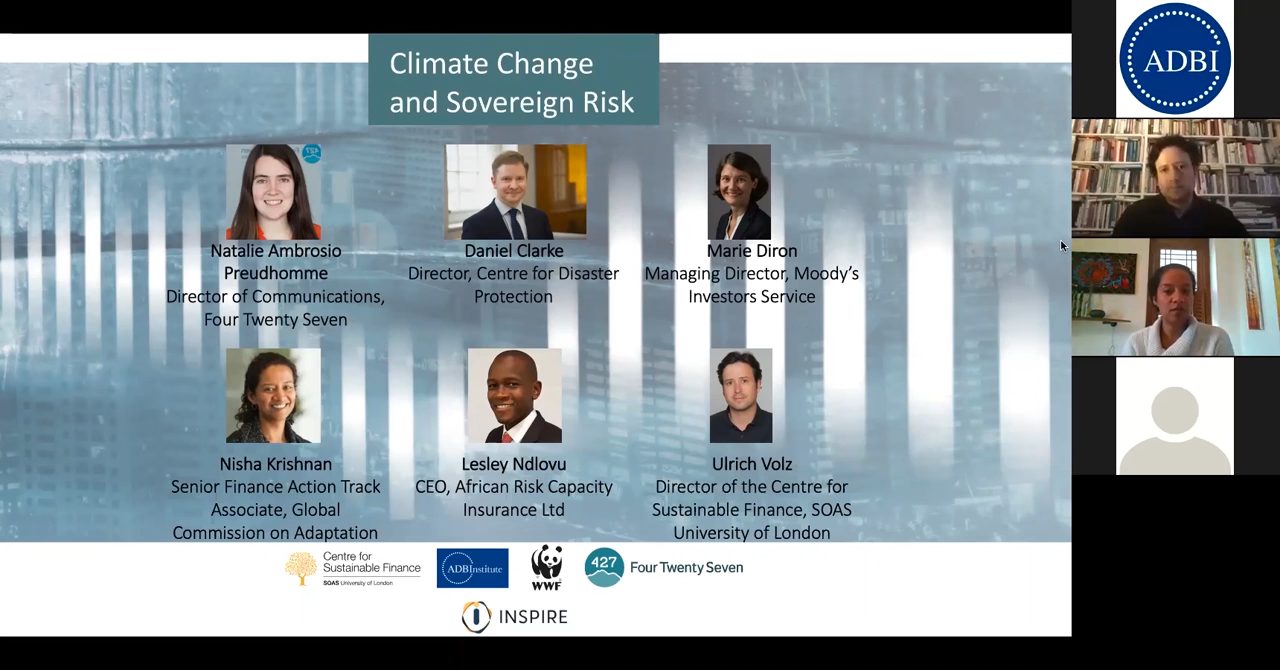 Climate Change
and Sovereign Risk
ADBI
427
Natalie Ambrosio
Preudhomme
Director of Communications,
Four Twenty Seven
Daniel Clarke
Director, Centre for Disaster
Protection
Marie Diron
Managing Director, Moody’s
Investors Service
Nisha Krishnan
Senior Finance Action Track
Associate, Global
Commission on Adaptation
Lesley Ndlovu
CEO, African Risk Capacity
Insurance Ltd
Ulrich Volz
Director of the Centre for
Sustainable Finance, SOAS
University of London
Centre for
Sustainable Finance
SOAS University of London
ADBInstitute
WWF
427
Four Twenty Seven
INSPIRE